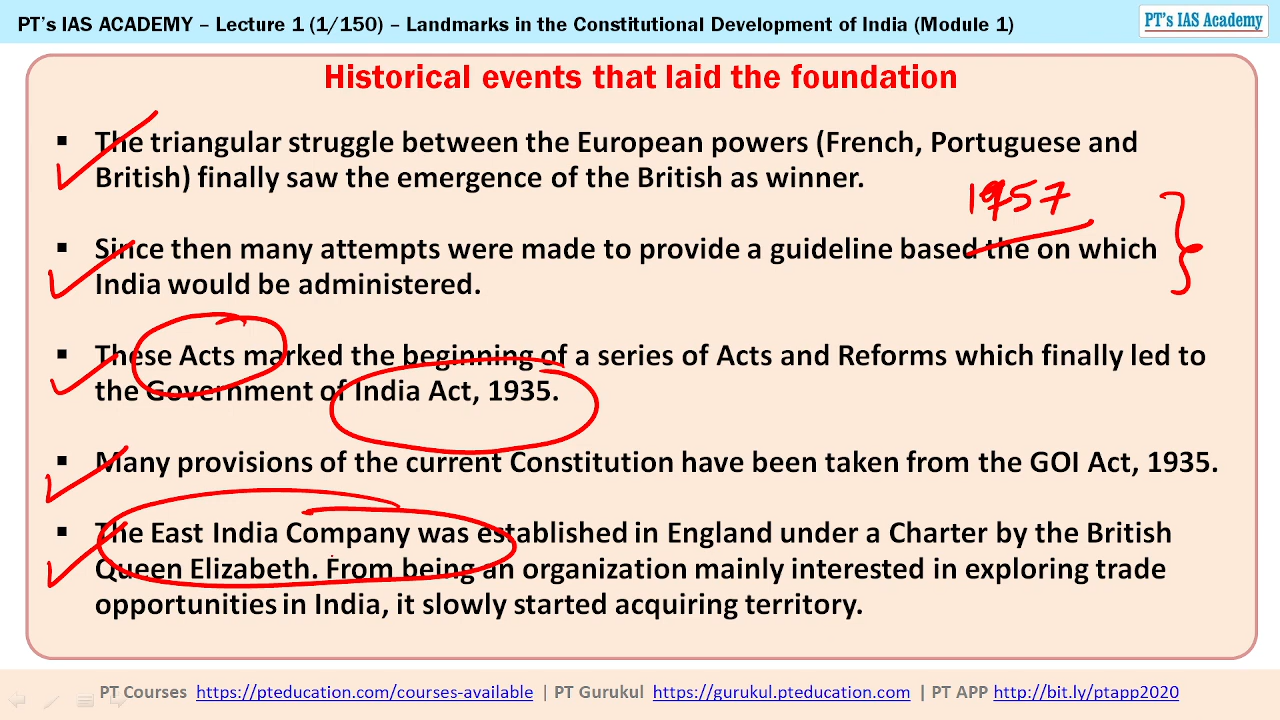 PT's IAS ACADEMY – Lecture 1 (1/150) – Landmarks in the Constitutional Development of India (Module 1)
PT's IAS Academy
Historical events that laid the foundation
▪ The triangular struggle between the European powers (French, Portuguese and
British) finally saw the emergence of the British as winner.
1757
▪ Since then many attempts were made to provide a guideline based the on which
India would be administered.
▪ These Acts marked the beginning of a series of Acts and Reforms which finally led to
the Government of India Act, 1935.
▪ Many provisions of the current Constitution have been taken from the GOI Act, 1935.
▪ The East India Company was established in England under a Charter by the British
Queen Elizabeth. From being an organization mainly interested in exploring trade
opportunities in India, it slowly started acquiring territory.
PT Courses https://pteducation.com/courses-available | PT Gurukul https://gurukul.pteducation.com | PT APP http://bit.ly/ptapp2020